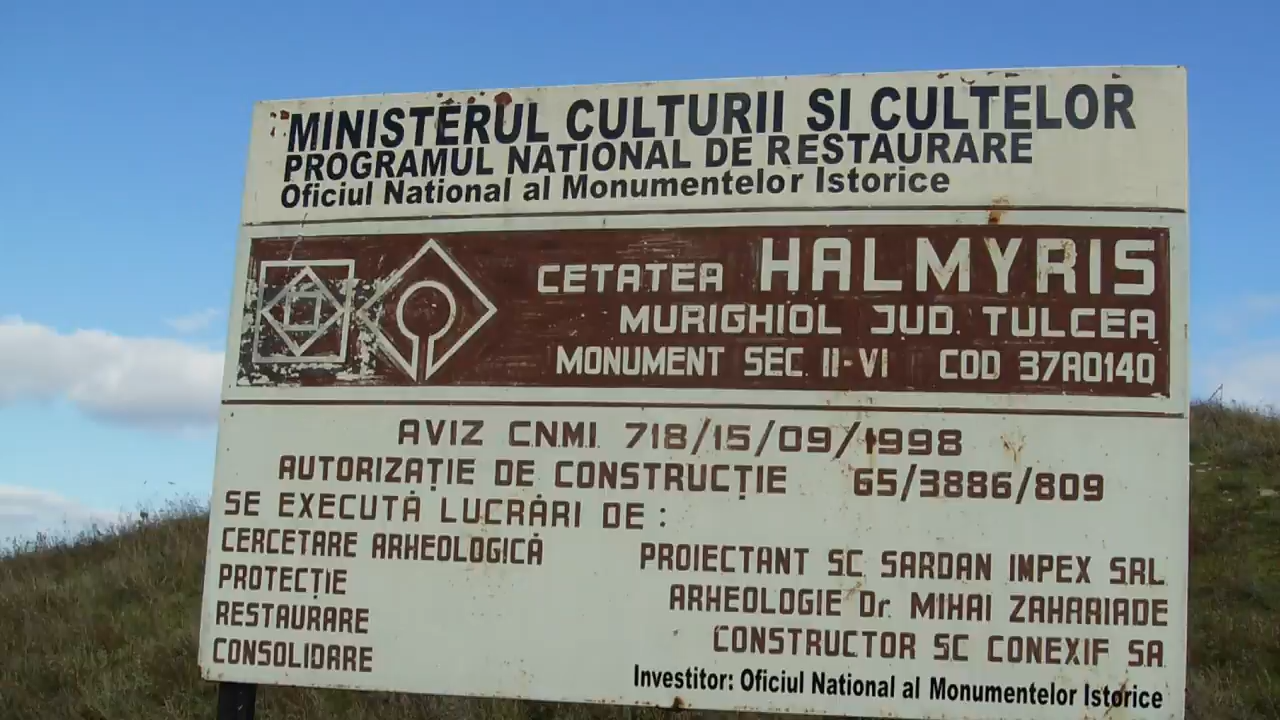 MINISTERUL CULTURII SI CULTELOR
PROGRAMUL NATIONAL DE RESTAURARE
Oficiul National al Monumentelor Istorice
CETATEA HALMYRIS
MURIGHIOL JUD. TULCEA
MONUMENT SEC. II-VI COD 37A0140
AVIZ C.N.M.I. 718/15/09/1998
AUTORIZAȚIE DE CONSTRUCȚIE 65/3886/809
SE EXECUTĂ LUCRĂRI DE :
CERCETARE ARHEOLOGICĂ
PROTECȚIE
RESTAURARE
CONSOLIDARE
PROIECTANT SC. SARDAN IMPEX SRL.
ARHEOLOGIE Dr. MIHAI ZAHARIADE
CONSTRUCTOR SC CONEXIF SA.
Investitor: Oficiul National al Monumentelor Istorice